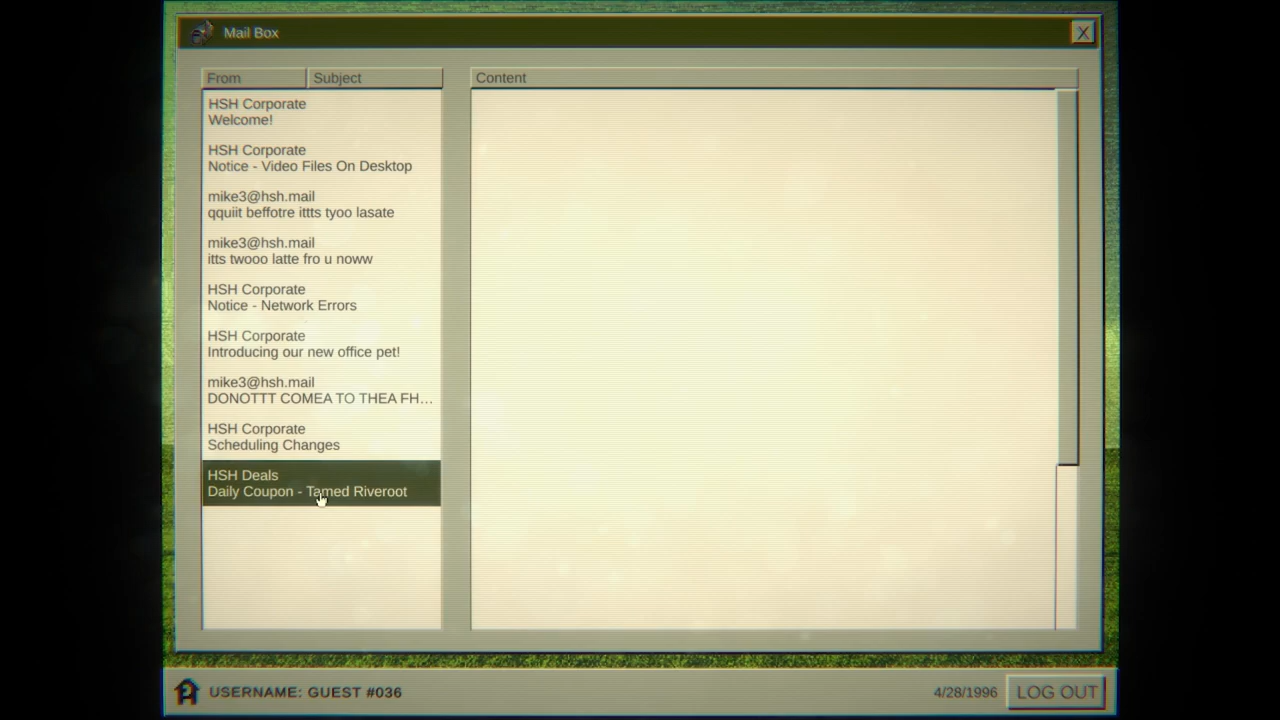 Mail Box
X
From
Subject
Content
HSH Corporate
Welcome!
HSH Corporate
Notice - Video Files On Desktop
mike3@hsh.mail
qquiit beffotre ittts tyoo lasate
mike3@hsh.mail
itts twooo latte fro u noww
HSH Corporate
Notice - Network Errors
HSH Corporate
Introducing our new office pet!
mike3@hsh.mail
DONOTTT COMEA TO THEA FH...
HSH Corporate
Scheduling Changes
HSH Deals
Daily Coupon - Tamed Riveroot
USERNAME: GUEST #036
4/28/1996
LOG OUT